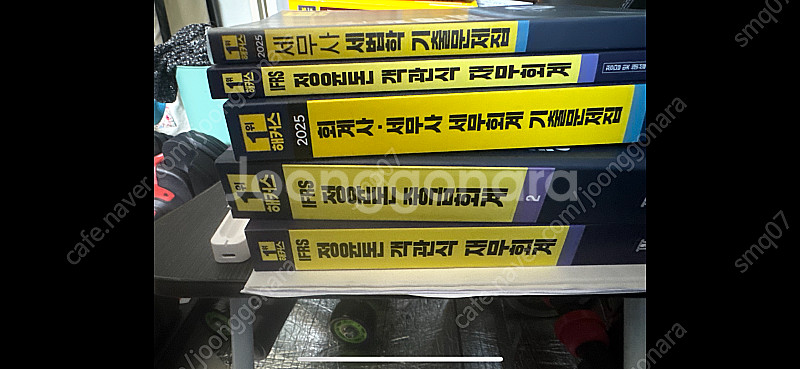 1위 해커스 2025 세무사 세법학 기출문제집
1위 해커스 IFRS 정윤돈 객관식 재무회계
1위 해커스 2025 회계사·세무사 세무회계 기출문제집
1위 해커스 IFRS 정윤돈 중급회계 2
1위 해커스 IFRS 정윤돈 객관식 재무회계
Joonggonara
cafe.naver.com/joonggonara
smq07